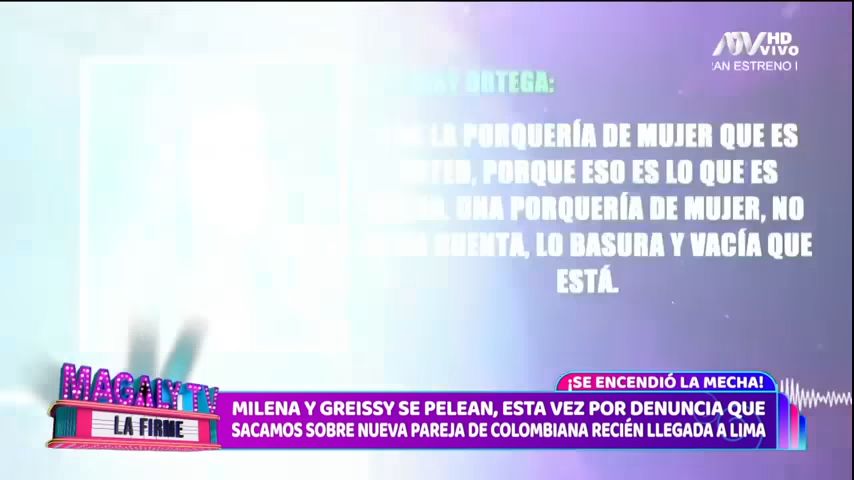 ATV HD
VIVO
RAN ESTRENO
ORTEGA:
LA PORQUERÍA DE MUJER QUE ES
PORQUE ESO ES LO QUE ES
UNA PORQUERÍA DE MUJER, NO
CUENTA, LO BASURA Y VACÍA QUE
ESTÁ.
¡SE ENCENDIÓ LA MECHA!
MAGALY TV
LA FIRME
MILENA Y GREISSY SE PELEAN, ESTA VEZ POR DENUNCIA QUE
SACAMOS SOBRE NUEVA PAREJA DE COLOMBIANA RECIÉN LLEGADA A LIMA